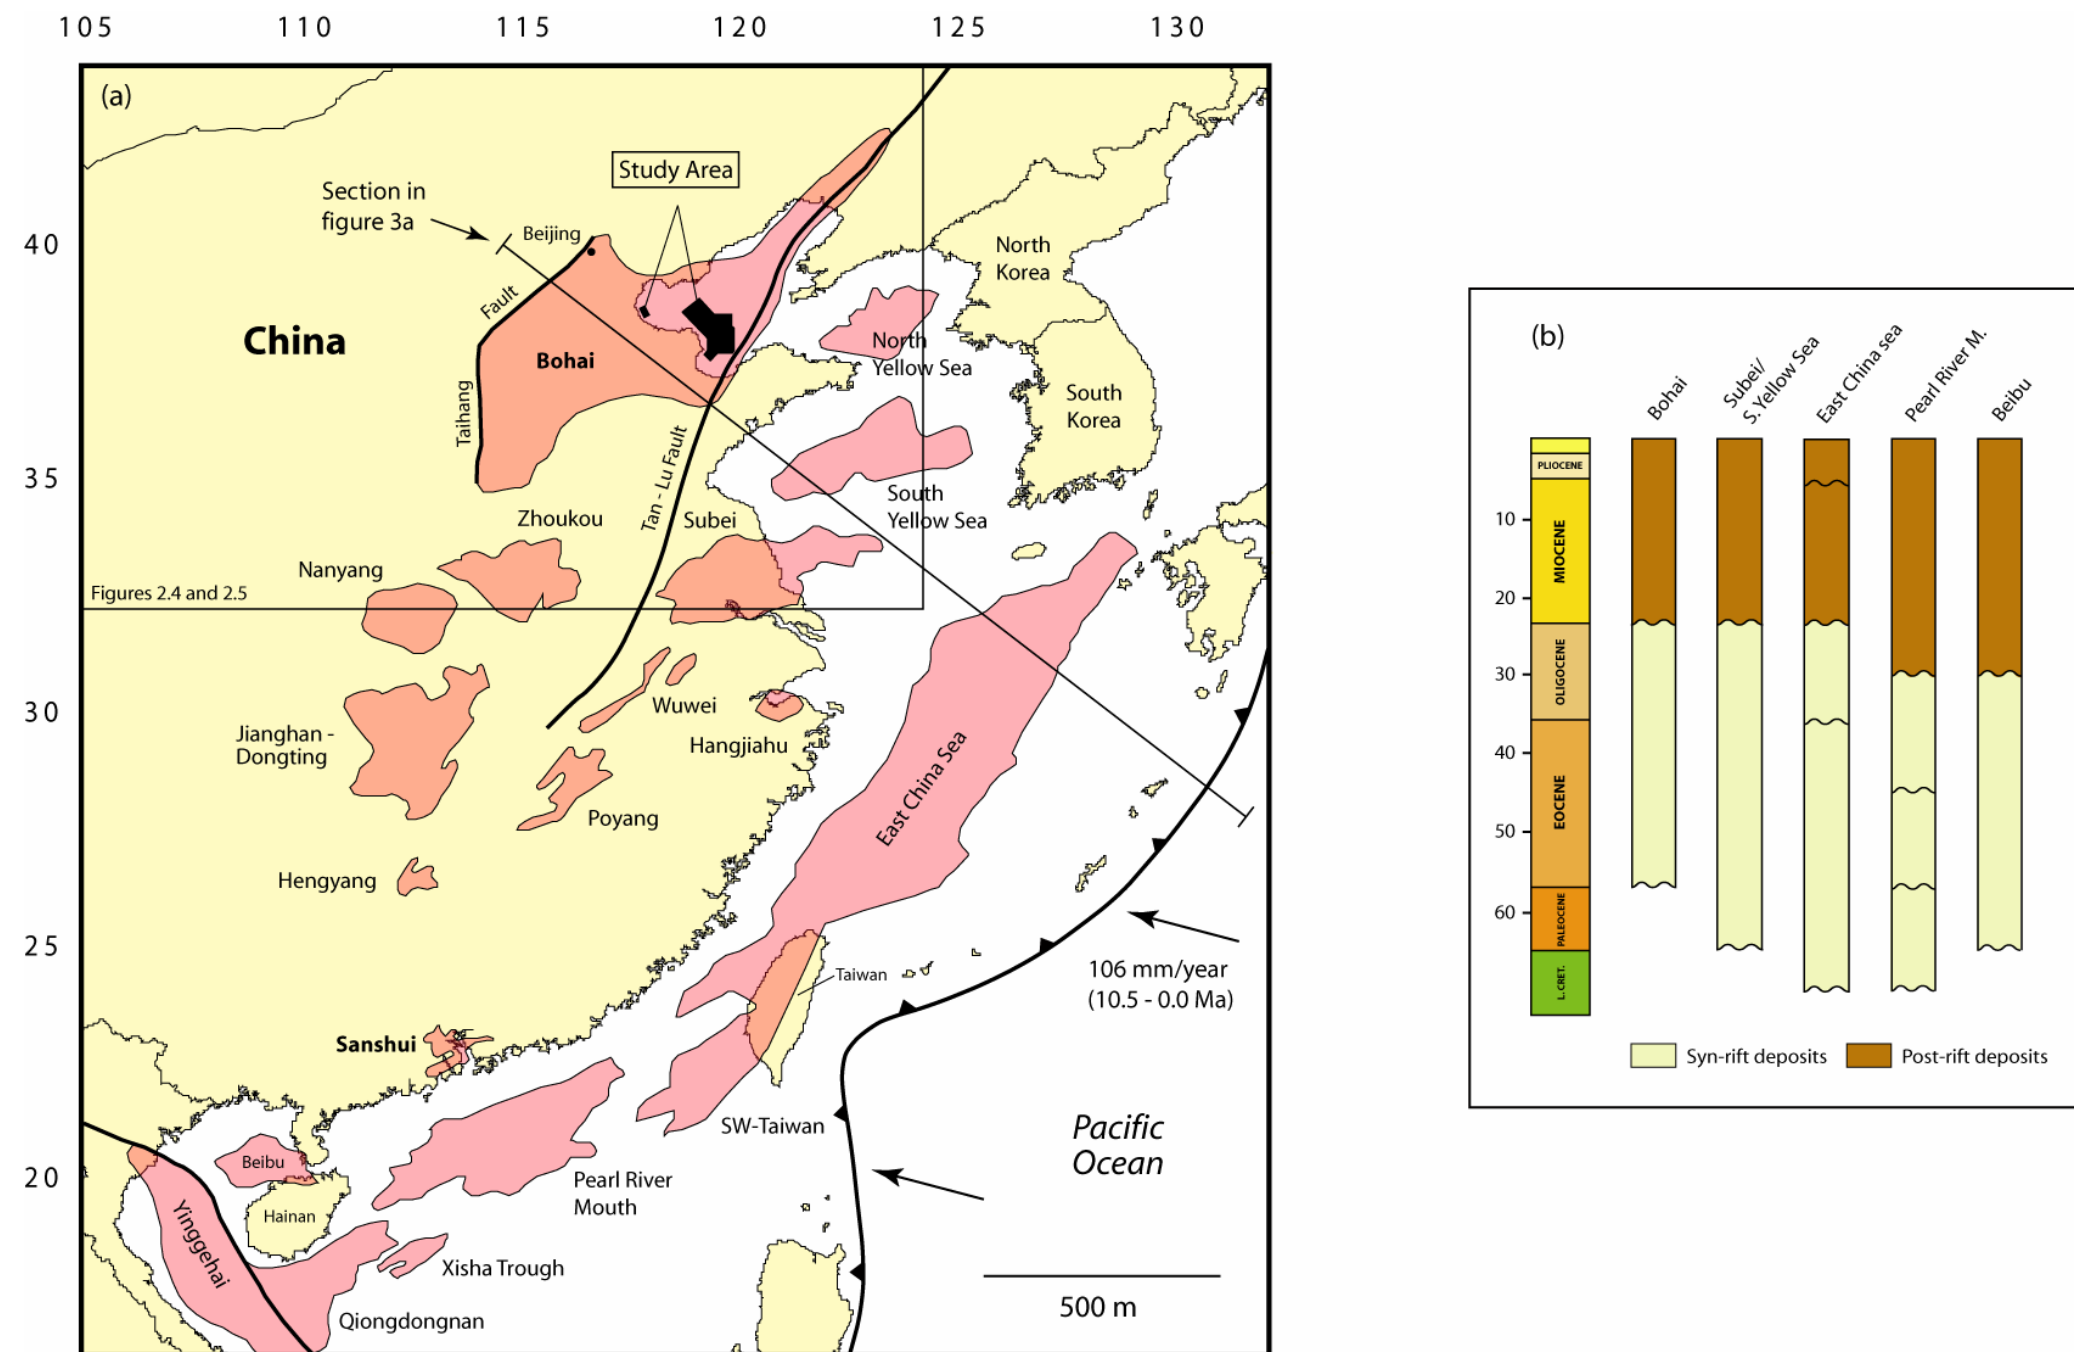 105 110 115 120 125 130
(a)
Study Area
Section in
figure 3a
40
Beijing
North
Korea
Fault
China
North
Yellow Sea
Bohai
South
Korea
Taihang
35
Tan - Lu Fault
South
Yellow Sea
Zhoukou
Subei
Nanyang
Figures 2.4 and 2.5
30
Wuwei
Jianghan -
Dongting
Hangjiahu
East China Sea
Poyang
Hengyang
25
Taiwan
106 mm/year
(10.5 - 0.0 Ma)
Sanshui
SW-Taiwan
Pacific
Ocean
20
Beibu
Pearl River
Mouth
Hainan
Yinggehai
Xisha Trough
500 m
Qiongdongnan
(b)
Bohai
Subei/
S. Yellow Sea
East China sea
Pearl River M.
Beibu
PLIOCENE
10
MIOCENE
20
30
OLIGOCENE
40
EOCENE
50
60
PALEOCENE
L. CRET.
Syn-rift deposits
Post-rift deposits